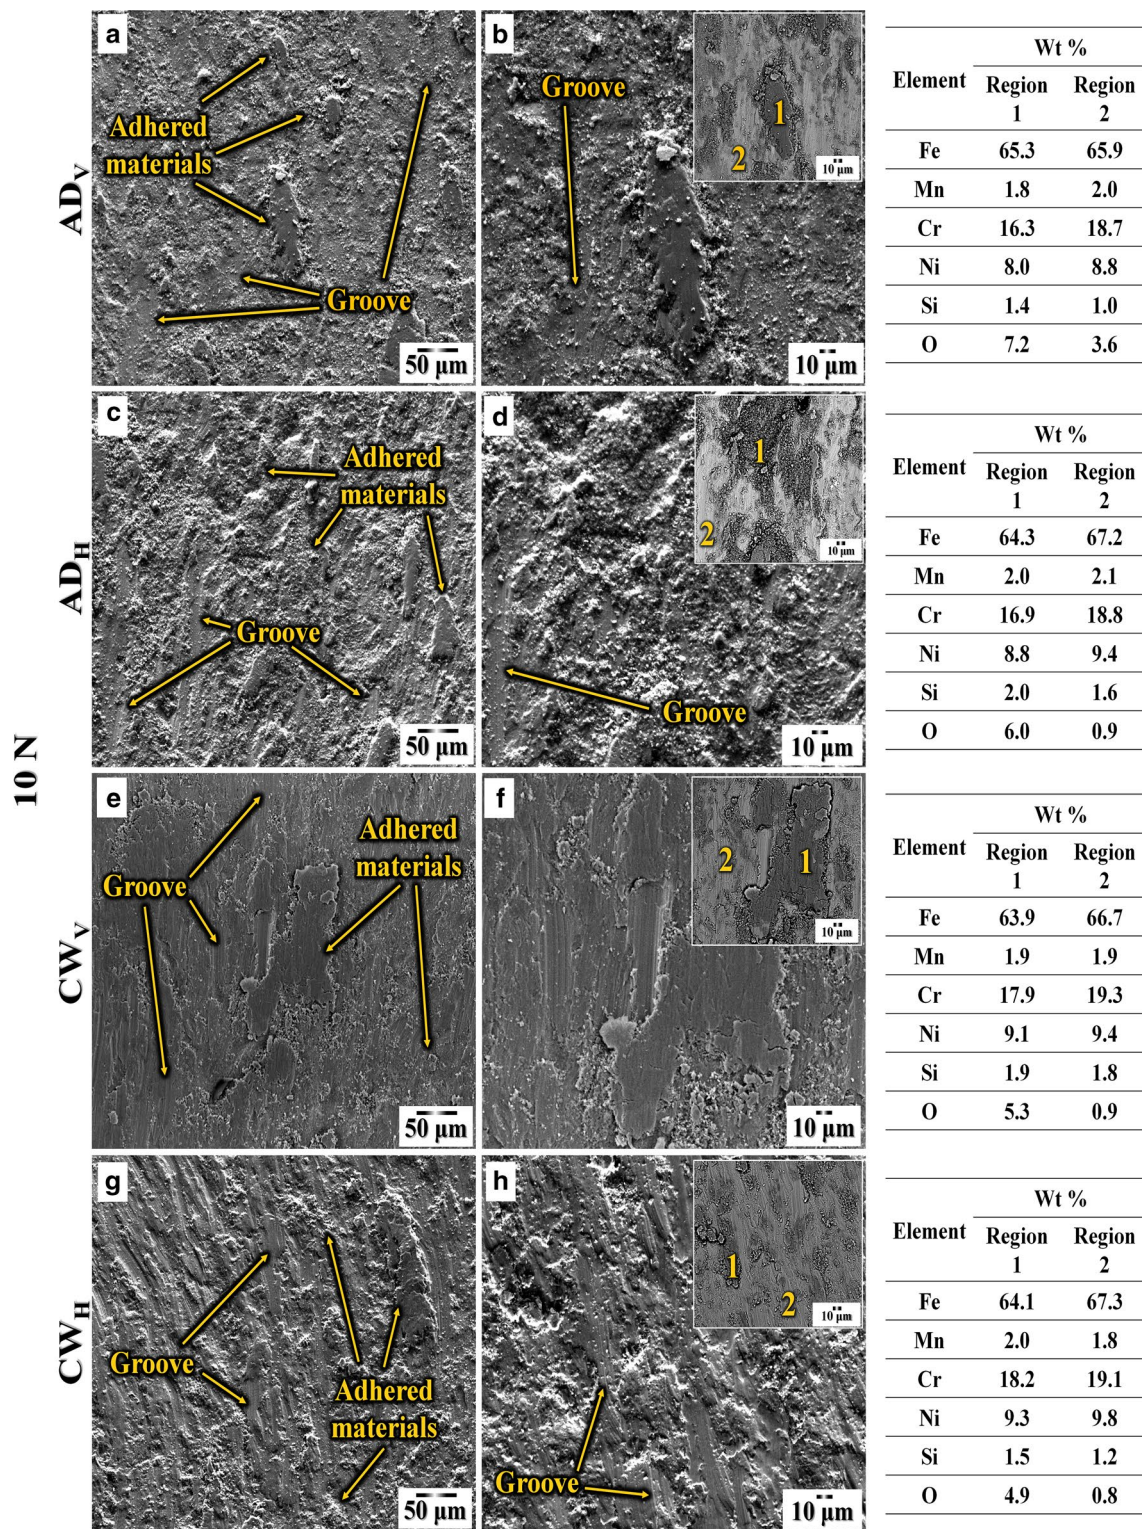 10 N
AD_V
a
Adhered
materials
Groove
50 μm
b
Groove
1
2
10 μm
10 μm
Wt %
Element Region 1 Region 2
Fe 65.3 65.9
Mn 1.8 2.0
Cr 16.3 18.7
Ni 8.0 8.8
Si 1.4 1.0
O 7.2 3.6
AD_H
c
Adhered
materials
Groove
50 μm
d
1
2
10 μm
Groove
10 μm
Wt %
Element Region 1 Region 2
Fe 64.3 67.2
Mn 2.0 2.1
Cr 16.9 18.8
Ni 8.8 9.4
Si 2.0 1.6
O 6.0 0.9
CW_V
e
Adhered
materials
Groove
50 μm
f
2 1
10 μm
10 μm
Wt %
Element Region 1 Region 2
Fe 63.9 66.7
Mn 1.9 1.9
Cr 17.9 19.3
Ni 9.1 9.4
Si 1.9 1.8
O 5.3 0.9
CW_H
g
Groove
Adhered
materials
50 μm
h
1
2
10 μm
Groove
10 μm
Wt %
Element Region 1 Region 2
Fe 64.1 67.3
Mn 2.0 1.8
Cr 18.2 19.1
Ni 9.3 9.8
Si 1.5 1.2
O 4.9 0.8